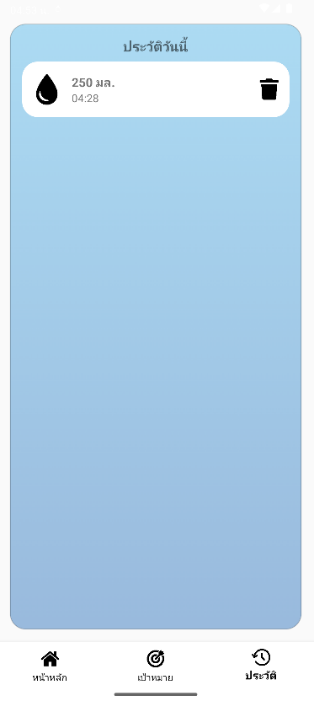 ประวัติวันนี้
250 มล.
04:28
หน้าหลัก
เป้าหมาย
ประวัติ